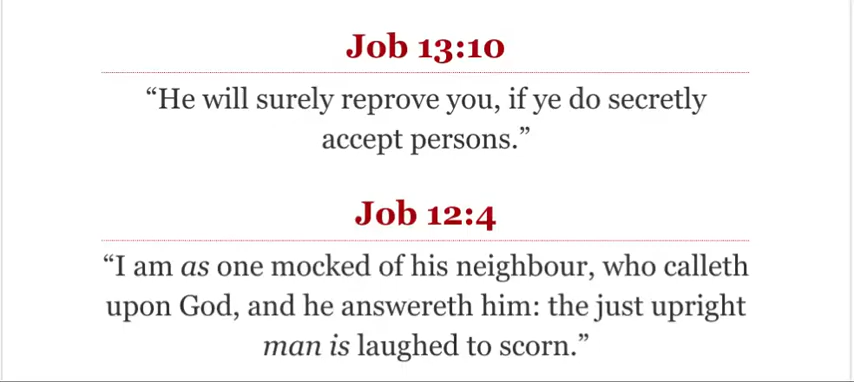 Job 13:10
“He will surely reprove you, if ye do secretly
accept persons.”
Job 12:4
“I am as one mocked of his neighbour, who calleth
upon God, and he answereth him: the just upright
man is laughed to scorn.”